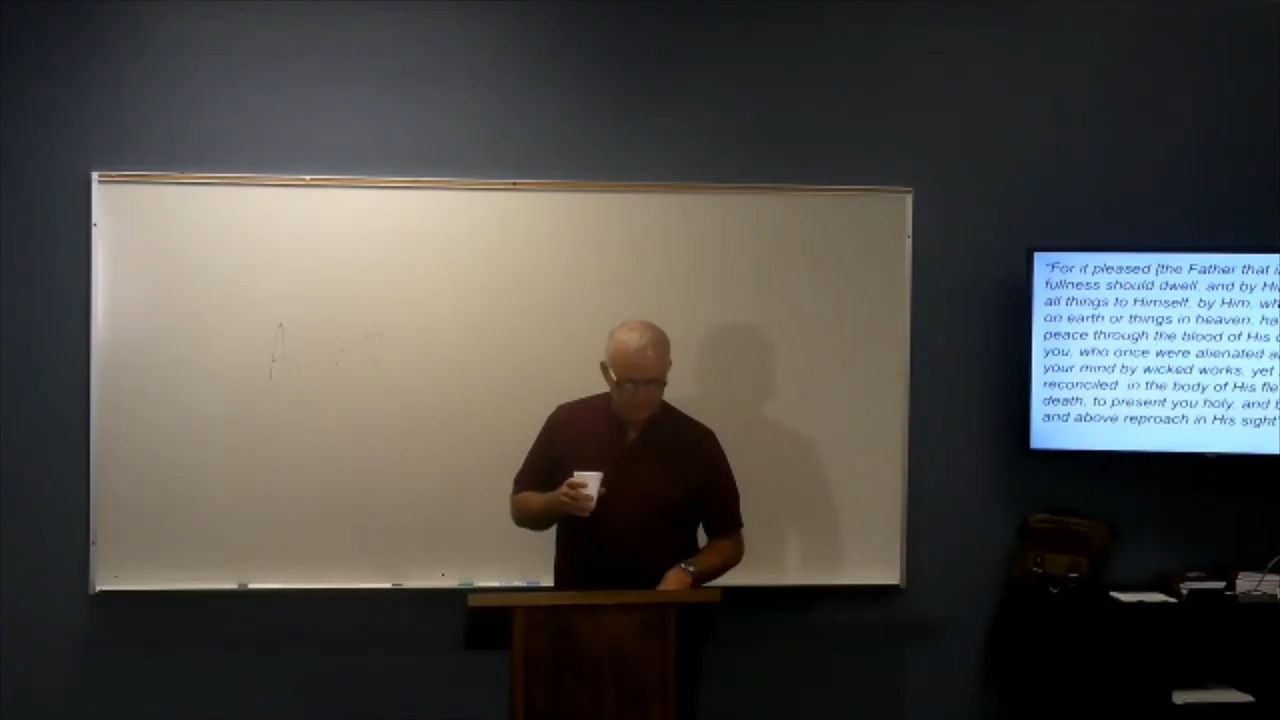 A
"For it pleased [the Father that i
fullness should dwell, and by Hi
all things to Himself, by Him, wh
on earth or things in heaven, ha
peace through the blood of His
you, who once were alienated a
your mind by wicked works, yet
reconciled in the body of His fle
death, to present you holy, and b
and above reproach in His sight"